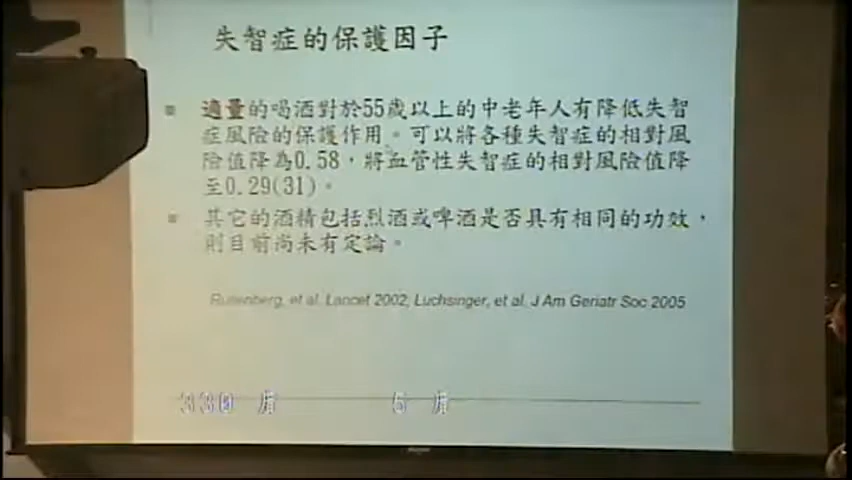 失智症的保護因子
適量的喝酒對於55歲以上的中老年人有降低失智
症風險的保護作用。可以將各種失智症的相對風
險值降為0.58，將血管性失智症的相對風險值降
至0.29(31)。
其它的酒精包括烈酒或啤酒是否具有相同的功效，
則目前尚未有定論。
Ruitenberg, et al. Lancet 2002; Luchsinger, et al. J Am Geriatr Soc 2005
330 5